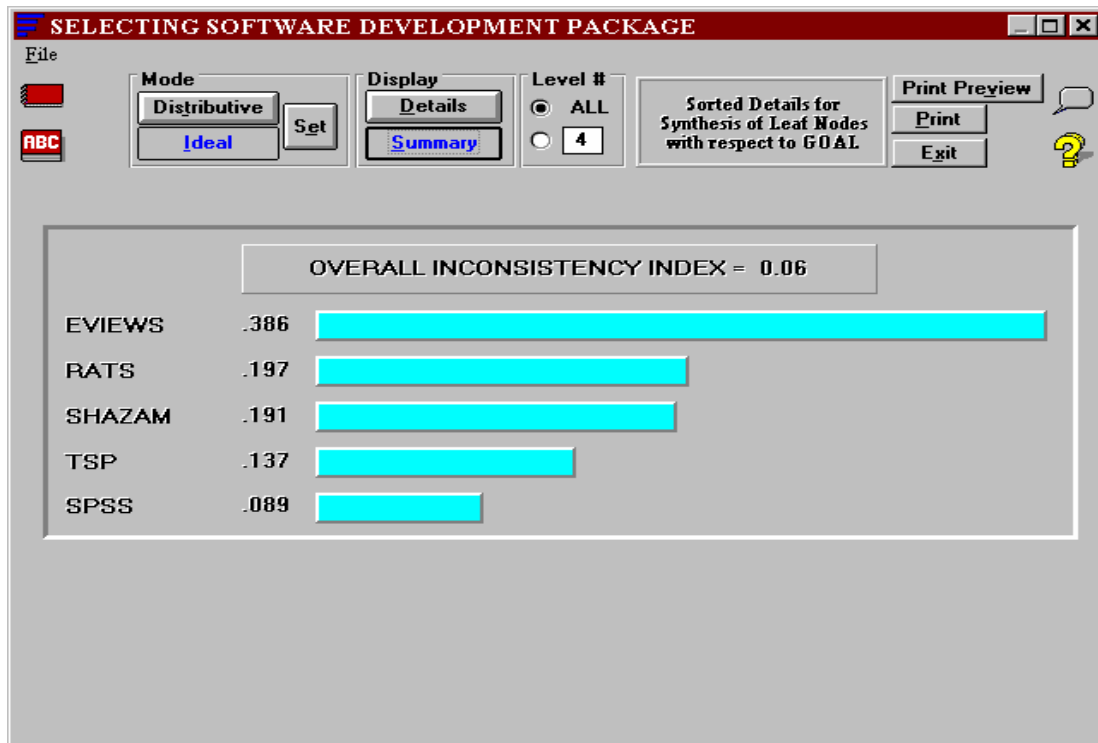 SELECTING SOFTWARE DEVELOPMENT PACKAGE
File
Mode
Distributive
Ideal
Set
Display
Details
Summary
Level #
ALL
4
Sorted Details for
Synthesis of Leaf Nodes
with respect to GOAL
Print Preview
Print
Exit
ABC
?
OVERALL INCONSISTENCY INDEX = 0.06
EVIEWS .386
RATS .197
SHAZAM .191
TSP .137
SPSS .089